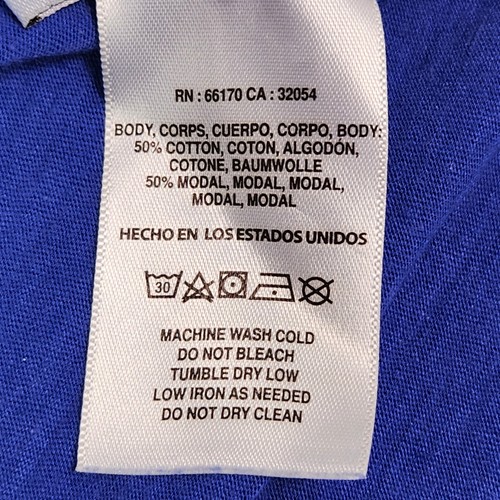 RN : 66170 CA : 32054
BODY, CORPS, CUERPO, CORPO, BODY:
50% COTTON, COTON, ALGODÓN,
COTONE, BAUMWOLLE
50% MODAL, MODAL, MODAL,
MODAL, MODAL
HECHO EN LOS ESTADOS UNIDOS
30
MACHINE WASH COLD
DO NOT BLEACH
TUMBLE DRY LOW
LOW IRON AS NEEDED
DO NOT DRY CLEAN